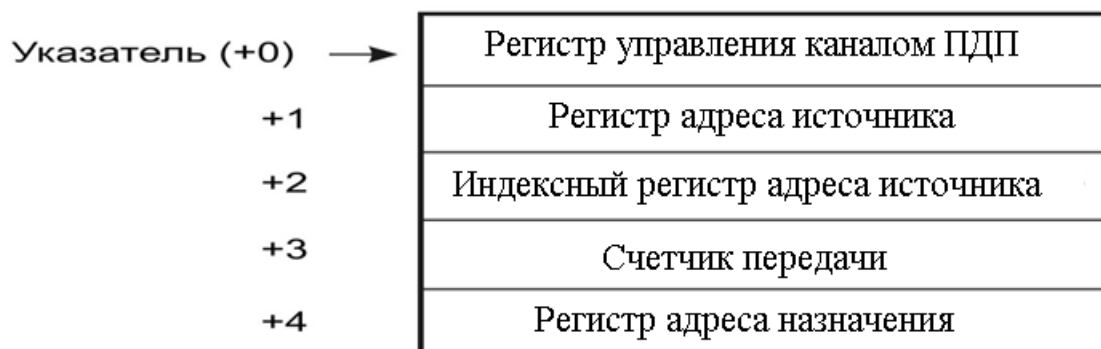 Указатель (+0) Регистр управления каналом ПДП
+1 Регистр адреса источника
+2 Индексный регистр адреса источника
+3 Счетчик передачи
+4 Регистр адреса назначения